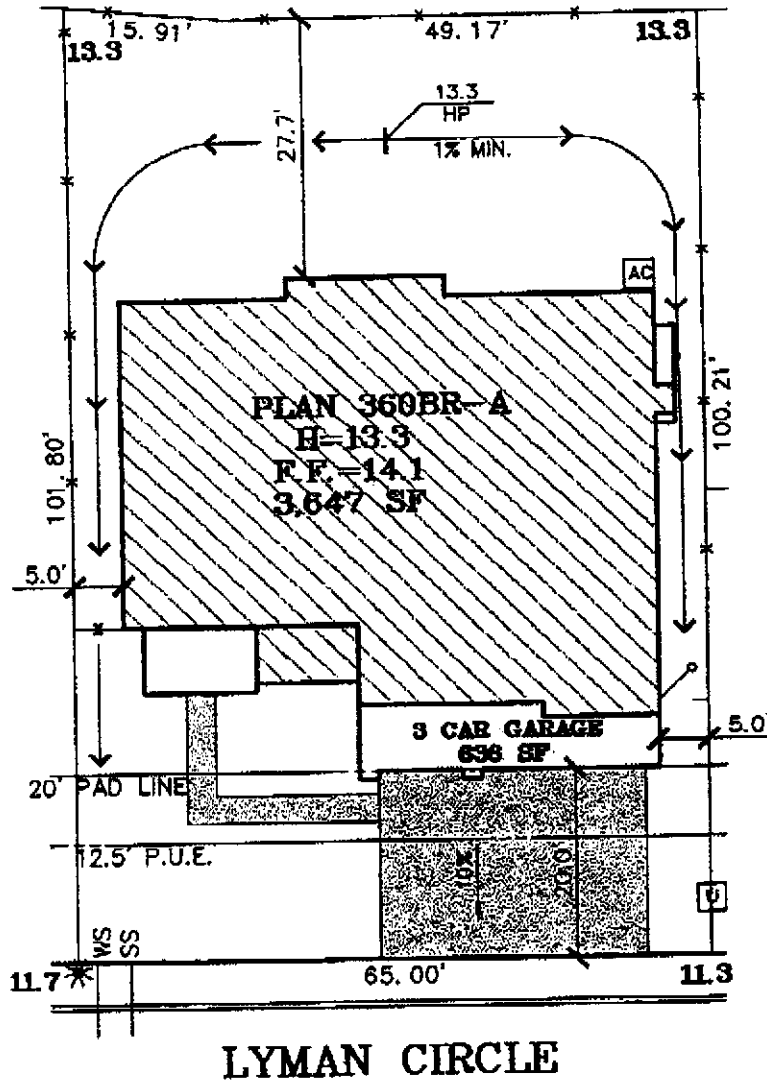 15.91'
49.17'
13.3
13.3
13.3
HP
27.7'
1% MIN.
AC
PLAN 360BR-A
H=13.3
F.F.=14.1
3,647 SF
101.80'
100.21'
5.0'
3 CAR GARAGE
636 SF
5.0'
20' PAD LINE
12.5' P.U.E.
10%
20.0'
U
WS
SS
11.7
65.00'
11.3
LYMAN CIRCLE